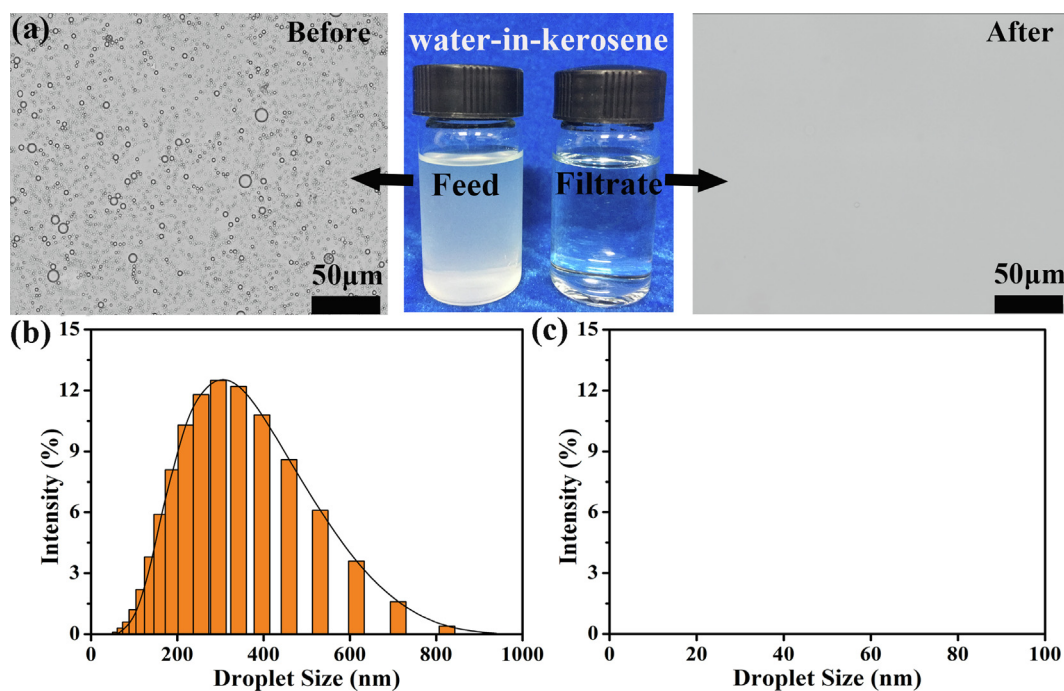 (a)
Before
water-in-kerosene
After
Feed
Filtrate
50μm
50μm
(b)
15
12
9
6
3
0
Intensity (%)
0 200 400 600 800 1000
Droplet Size (nm)
(c)
15
12
9
6
3
0
Intensity (%)
0 20 40 60 80 100
Droplet Size (nm)